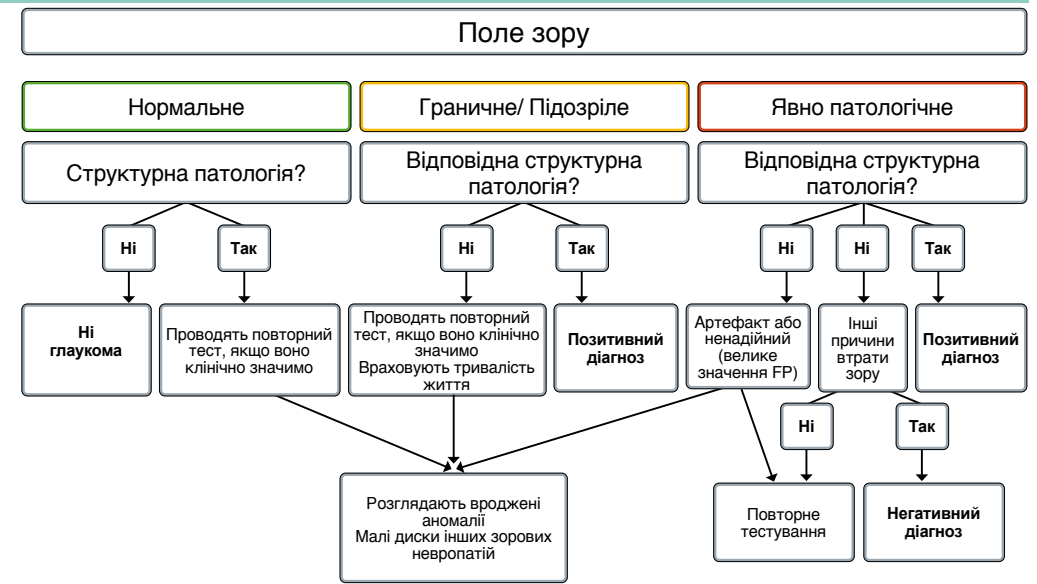 Поле зору
Нормальне
Граничне/ Підозріле
Явно патологічне
Структурна патологія?
Відповідна структурна
патологія?
Відповідна структурна
патологія?
Ні
Так
Ні
Так
Ні
Ні
Так
Ні
глаукома
Проводять повторний
тест, якщо воно
клінічно значимо
Проводять повторний
тест, якщо воно клінічно
значимо
Враховують тривалість
життя
Позитивний
діагноз
Артефакт або
ненадійний
(велике
значення FP)
Інші
причини
втрати
зору
Позитивний
діагноз
Ні
Так
Розглядають вроджені
аномалії
Малі диски інших зорових
невропатій
Повторне
тестування
Негативний
діагноз